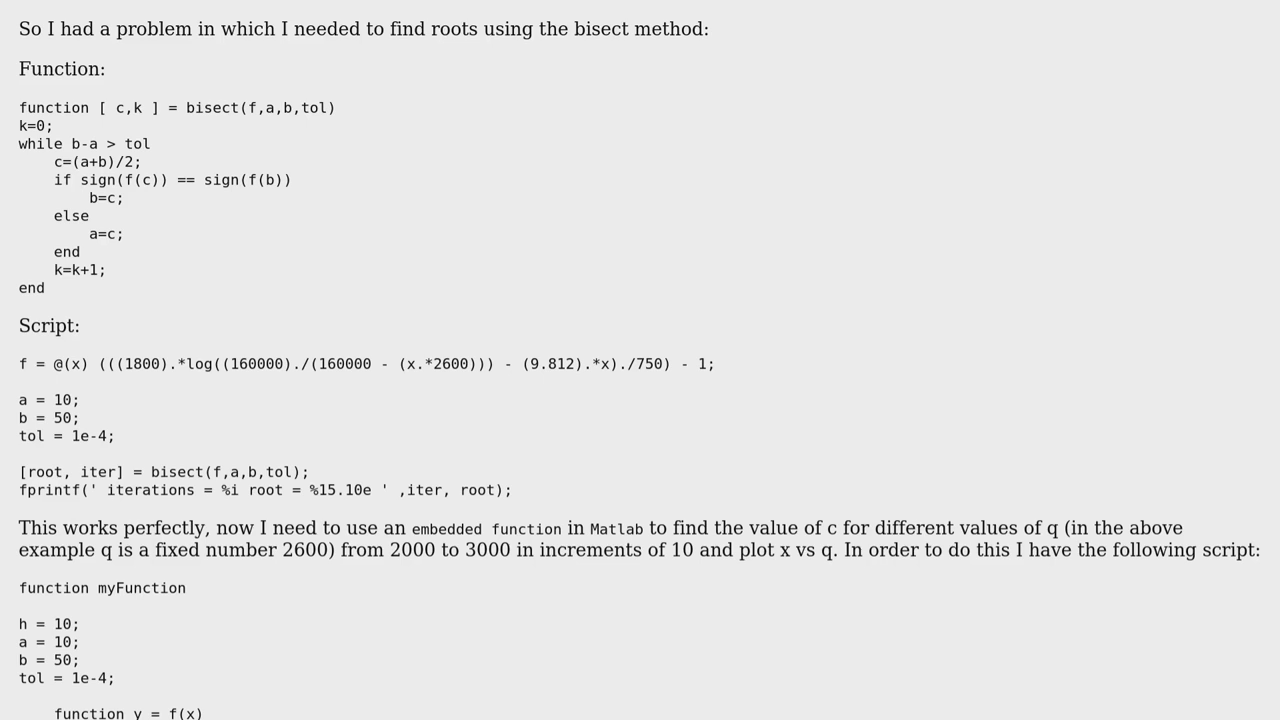 So I had a problem in which I needed to find roots using the bisect method:
Function:
function [ c,k ] = bisect(f,a,b,tol)
k=0;
while b-a > tol
    c=(a+b)/2;
    if sign(f(c)) == sign(f(b))
        b=c;
    else
        a=c;
    end
    k=k+1;
end
Script:
f = @(x) (((1800).*log((160000)./(160000 - (x.*2600))) - (9.812).*x)./750) - 1;
a = 10;
b = 50;
tol = 1e-4;
[root, iter] = bisect(f,a,b,tol);
fprintf(' iterations = %i root = %15.10e ' ,iter, root);
This works perfectly, now I need to use an embedded function in Matlab to find the value of c for different values of q (in the above
example q is a fixed number 2600) from 2000 to 3000 in increments of 10 and plot x vs q. In order to do this I have the following script:
function myFunction
h = 10;
a = 10;
b = 50;
tol = 1e-4;
    function y = f(x)